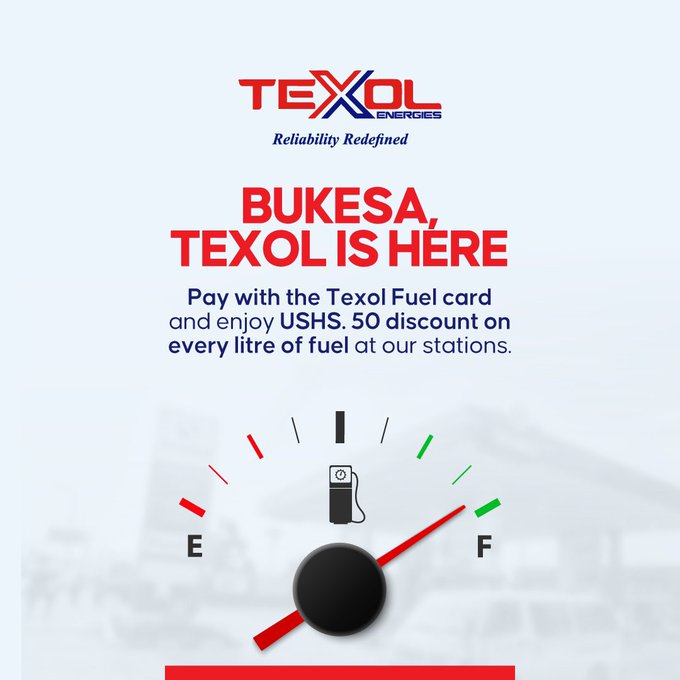 TEXOL
ENERGIES
Reliability Redefined
BUKESA,
TEXOL IS HERE
Pay with the Texol Fuel card
and enjoy USHS. 50 discount on
every litre of fuel at our stations.
E
F